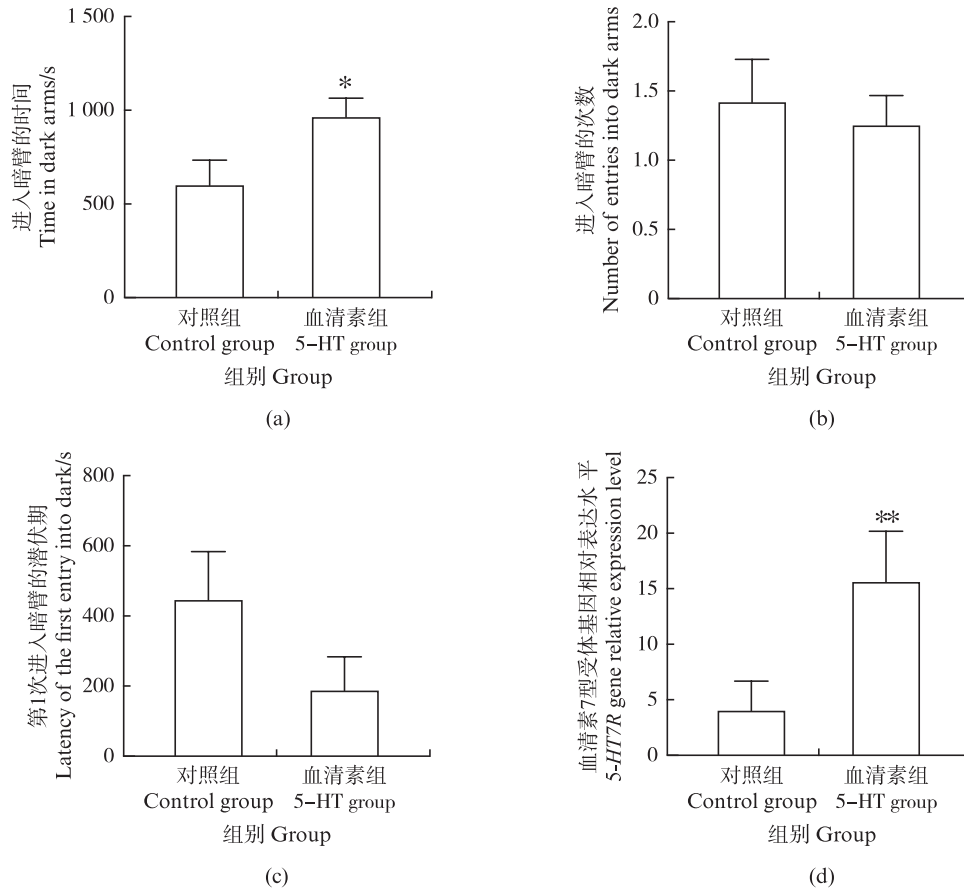 进入暗臂的时间
Time in dark arms/s
1 500
1 000
500
0
*
对照组
Control group
血清素组
5-HT group
组别 Group
(a)
进入暗臂的次数
Number of entries into dark arms
2.0
1.5
1.0
0.5
0
对照组
Control group
血清素组
5-HT group
组别 Group
(b)
第1次进入暗臂的潜伏期
Latency of the first entry into dark/s
800
600
400
200
0
对照组
Control group
血清素组
5-HT group
组别 Group
(c)
血清素7型受体基因相对表达水 平
5-HT7R gene relative expression level
25
20
15
10
5
0
**
对照组
Control group
血清素组
5-HT group
组别 Group
(d)